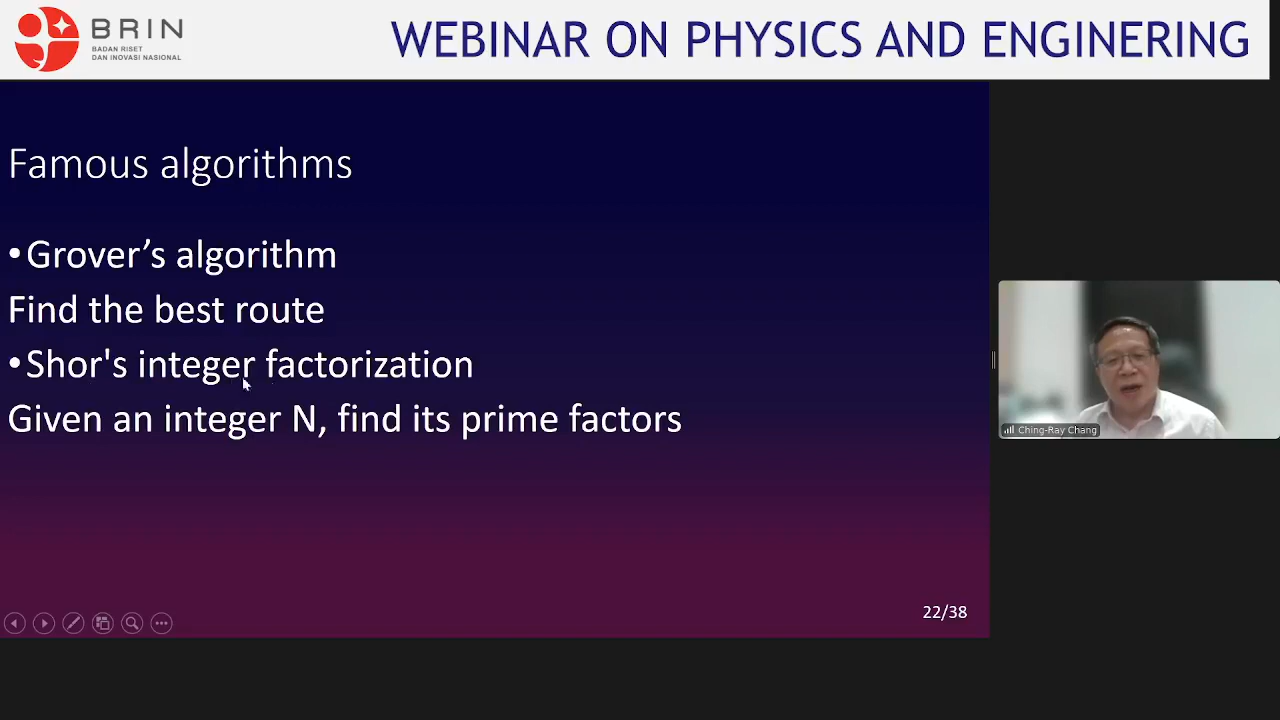 BRIN
BADAN RISET
DAN INOVASI NASIONAL
WEBINAR ON PHYSICS AND ENGINERING
Famous algorithms
•Grover’s algorithm
Find the best route
•Shor's integer factorization
Given an integer N, find its prime factors
Ching-Ray Chang
22/38